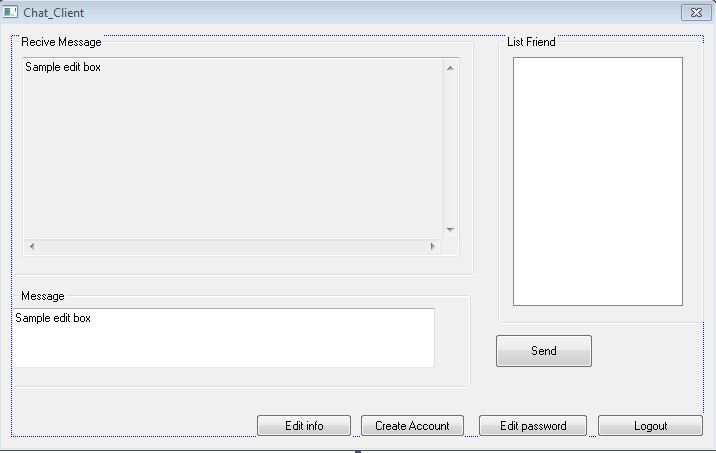 Chat_Client
Recive Message
List Friend
Sample edit box
Message
Sample edit box
Send
Edit info
Create Account
Edit password
Logout